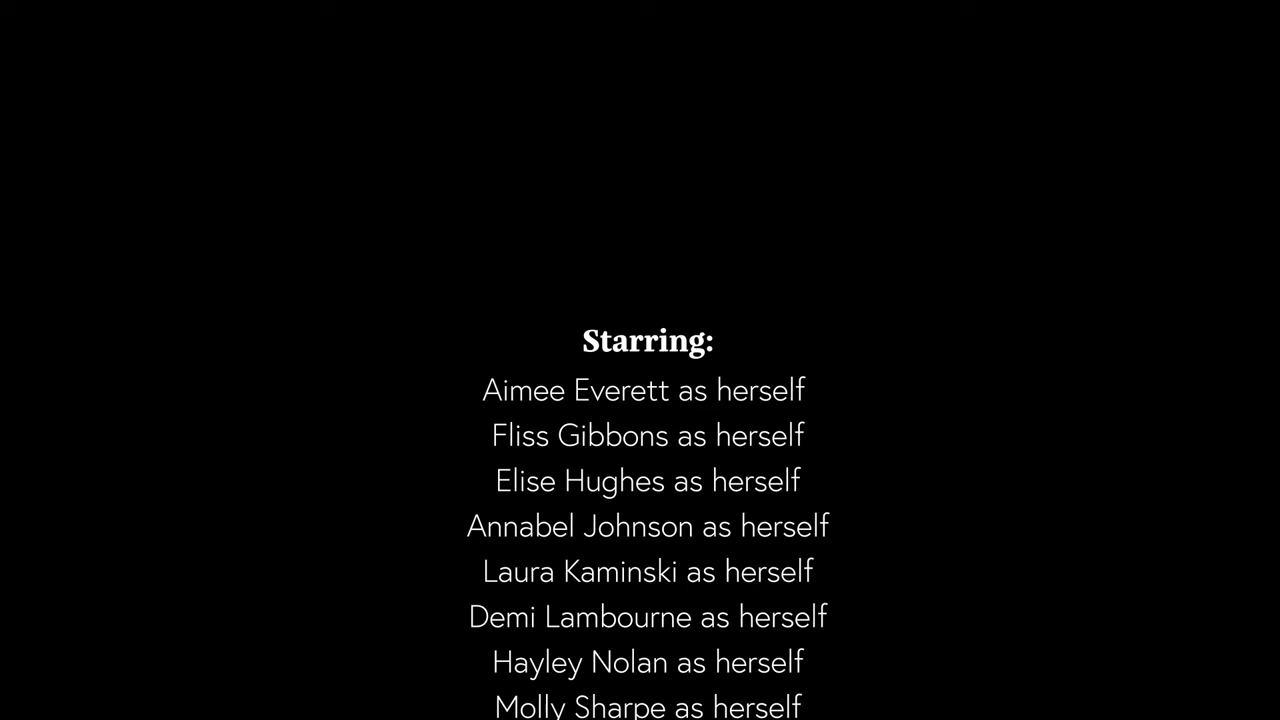 Starring:
Aimee Everett as herself
Fliss Gibbons as herself
Elise Hughes as herself
Annabel Johnson as herself
Laura Kaminski as herself
Demi Lambourne as herself
Hayley Nolan as herself
Molly Sharpe as herself